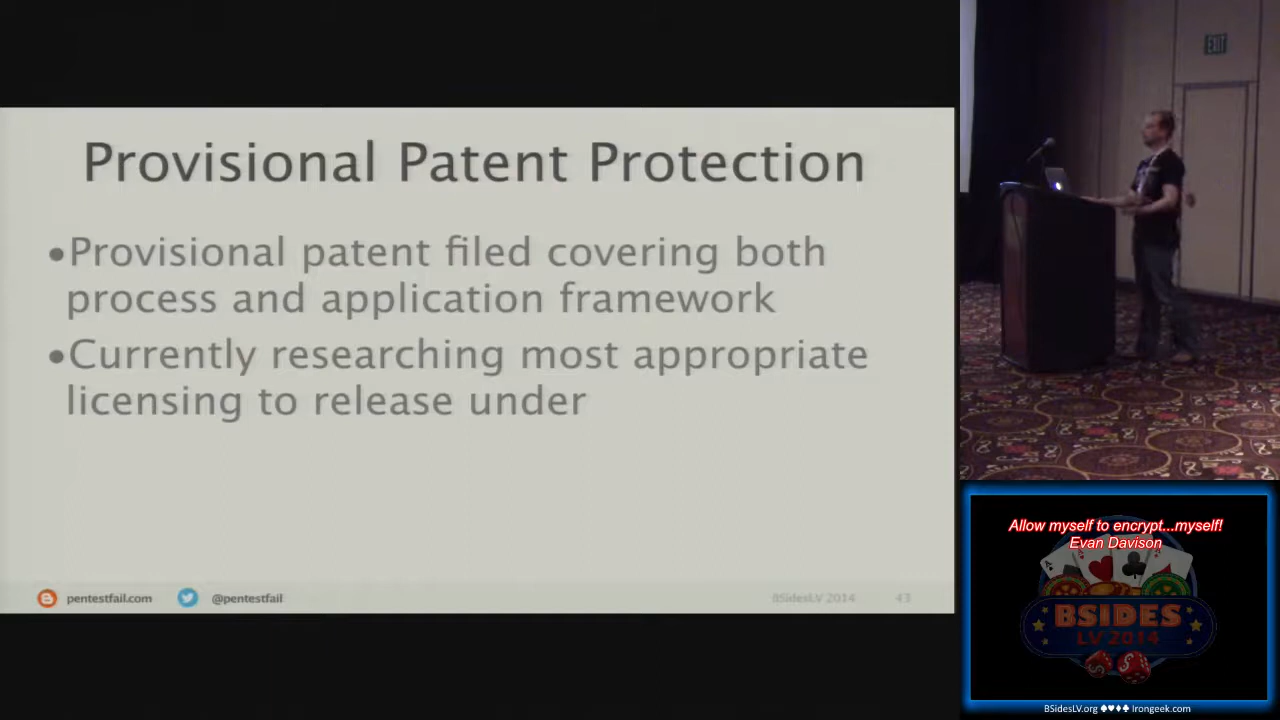 Provisional Patent Protection
•Provisional patent filed covering both
process and application framework
•Currently researching most appropriate
licensing to release under
pentestfail.com @pentestfail BSidesLV 2014 43
EXIT
Allow myself to encrypt...myself!
Evan Davison
BSIDES
LV 2014
BSidesLV.org ♠♥♦♣ Irongeek.com